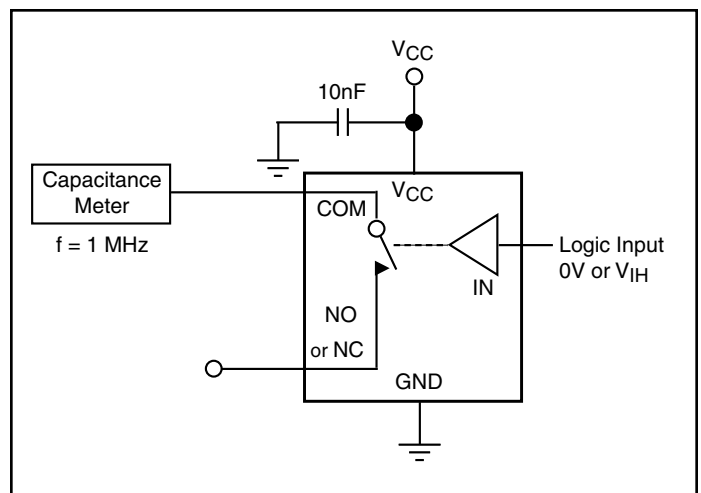 VCC
10nF
Capacitance
Meter
f = 1 MHz
VCC
COM
Logic Input
0V or VIH
IN
NO
or NC
GND